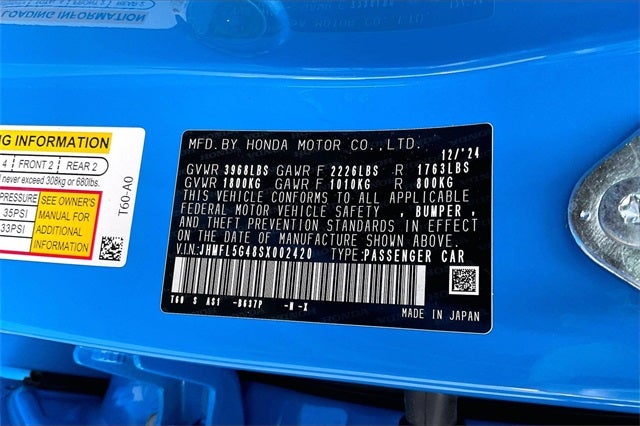 LOADING INFORMATION
NG INFORMATION
4 FRONT 2 REAR 2
d never exceed 308kg or 680lbs.
PRESSURE
35PSI
33PSI
SEE OWNER'S
MANUAL FOR
ADDITIONAL
INFORMATION
T60-A0
MFD.BY HONDA MOTOR CO.,LTD.
12/'24
GVWR 3968LBS GAWR F 2226LBS R 1763LBS
GVWR 1800KG GAWR F 1010KG R 800KG
THIS VEHICLE CONFORMS TO ALL APPLICABLE
FEDERAL MOTOR VEHICLE SAFETY , BUMPER ,
AND THEFT PREVENTION STANDARDS IN EFFECT
ON THE DATE OF MANUFACTURE SHOWN ABOVE.
V.I.N.:JHMFL5G48SX002420 TYPE:PASSENGER CAR
T60 S AS1 -B637P -N -X
MADE IN JAPAN